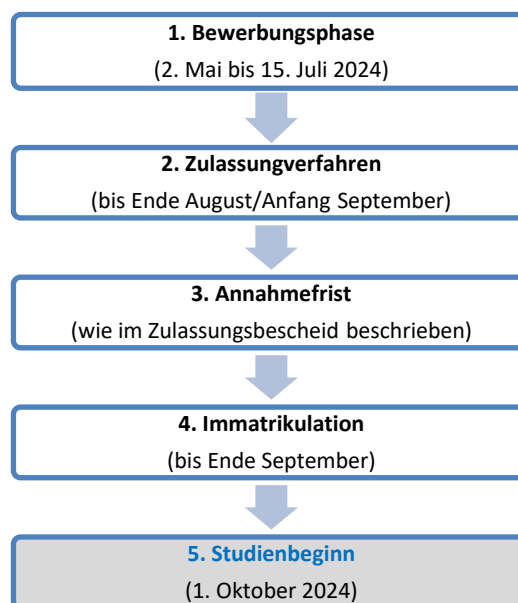 1. Bewerbungsphase
(2. Mai bis 15. Juli 2024)
2. Zulassungverfahren
(bis Ende August/Anfang September)
3. Annahmefrist
(wie im Zulassungsbescheid beschrieben)
4. Immatrikulation
(bis Ende September)
5. Studienbeginn
(1. Oktober 2024)